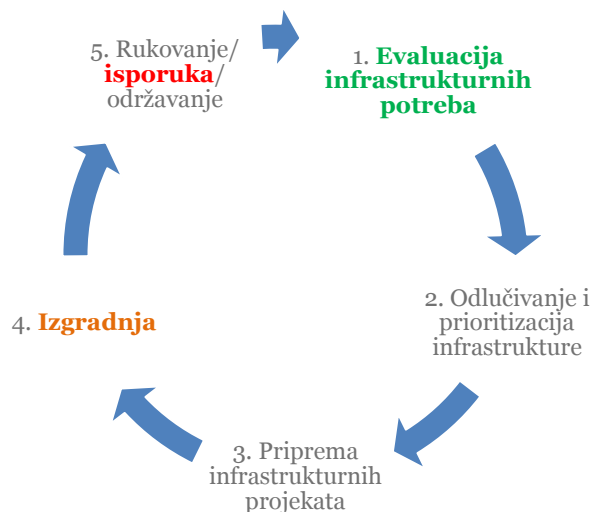 1. Evaluacija
infrastrukturnih
potreba
2. Odlučivanje i
prioritizacija
infrastrukture
3. Priprema
infrastrukturnih
projekata
4. Izgradnja
5. Rukovanje/
isporuka/
održavanje